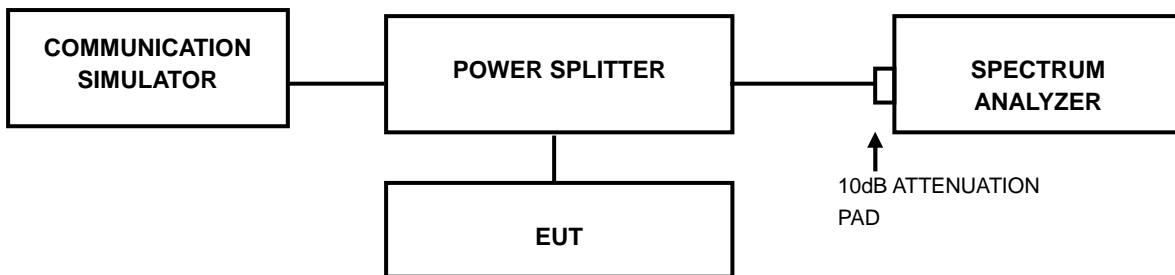 COMMUNICATION
SIMULATOR
POWER SPLITTER
SPECTRUM
ANALYZER
10dB ATTENUATION
PAD
EUT